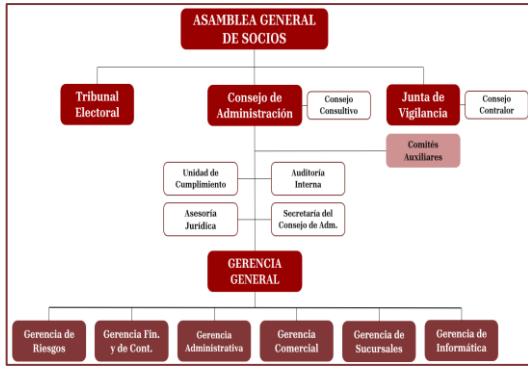 ASAMBLEA GENERAL
DE SOCIOS
Tribunal
Electoral
Consejo de
Administración
Consejo
Consultivo
Junta de
Vigilancia
Consejo
Contralor
Comités
Auxiliares
Unidad de
Cumplimiento
Auditoría
Interna
Asesoría
Jurídica
Secretaría del
Consejo de Adm.
GERENCIA
GENERAL
Gerencia de
Riesgos
Gerencia Fin.
y de Cont.
Gerencia
Administrativa
Gerencia
Comercial
Gerencia de
Sucursales
Gerencia de
Informática